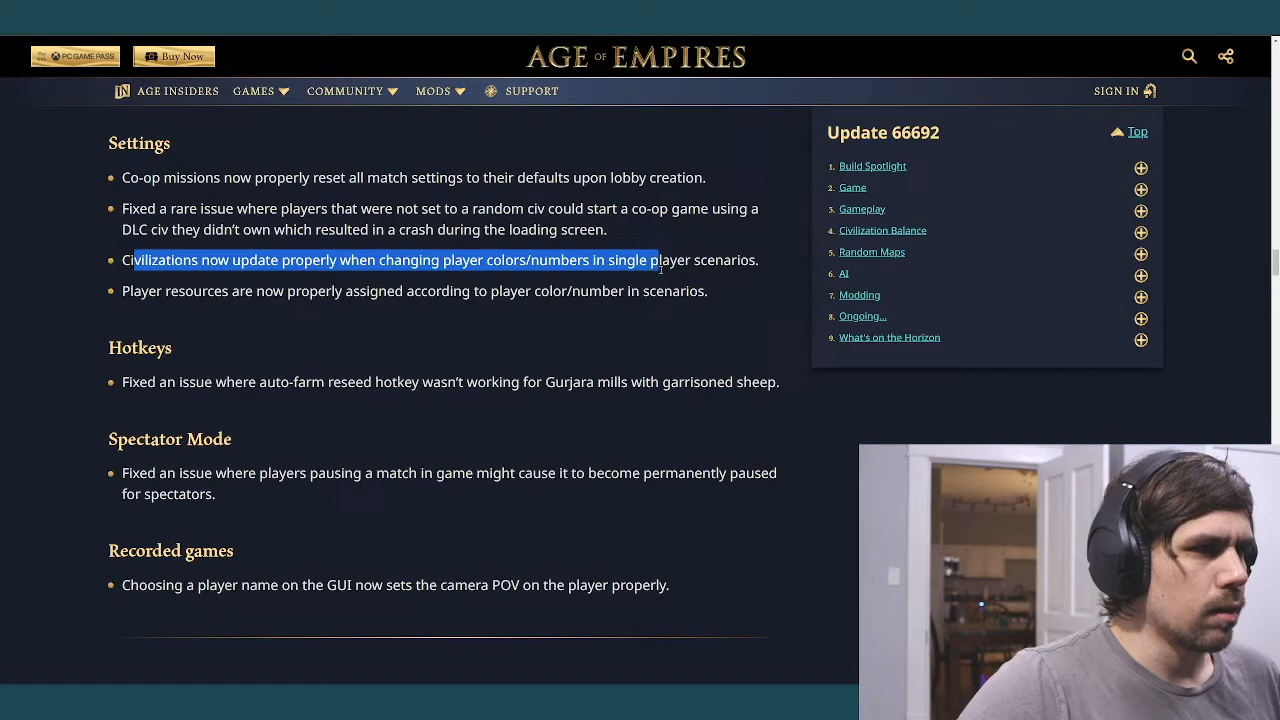 PC GAME PASS
Buy Now
AGE OF EMPIRES
AGE INSIDERS
GAMES
COMMUNITY
MODS
SUPPORT
SIGN IN
Settings
Co-op missions now properly reset all match settings to their defaults upon lobby creation.
Fixed a rare issue where players that were not set to a random civ could start a co-op game using a
DLC civ they didn’t own which resulted in a crash during the loading screen.
Civilizations now update properly when changing player colors/numbers in single player scenarios.
Player resources are now properly assigned according to player color/number in scenarios.
Hotkeys
Fixed an issue where auto-farm reseed hotkey wasn’t working for Gurjara mills with garrisoned sheep.
Spectator Mode
Fixed an issue where players pausing a match in game might cause it to become permanently paused
for spectators.
Recorded games
Choosing a player name on the GUI now sets the camera POV on the player properly.
Update 66692
Top
1. Build Spotlight
2. Game
3. Gameplay
4. Civilization Balance
5. Random Maps
6. AI
7. Modding
8. Ongoing...
9. What's on the Horizon